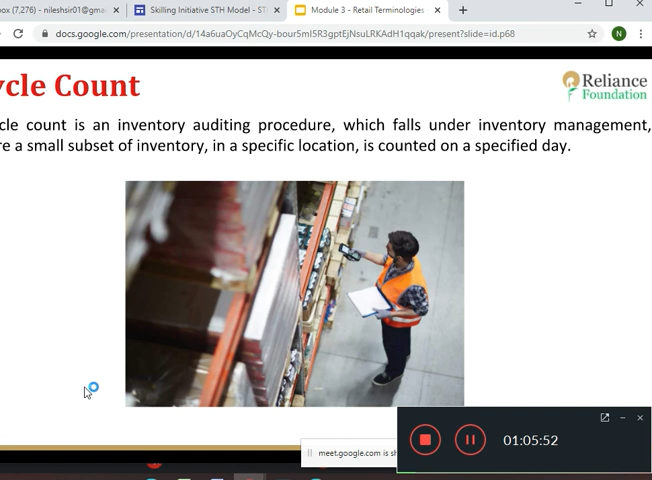 ox (7,276) - nileshsir01@gma
Skilling Initiative STH Model - ST
Module 3 - Retail Terminologies
docs.google.com/presentation/d/14a6uaOyCqMcQy-bour5mI5R3gptEjNsuLRKAdH1qqak/present?slide=id.p68
N
ycle Count
Reliance
Foundation
cle count is an inventory auditing procedure, which falls under inventory management,
re a small subset of inventory, in a specific location, is counted on a specified day.
01:05:52
meet.google.com is sh